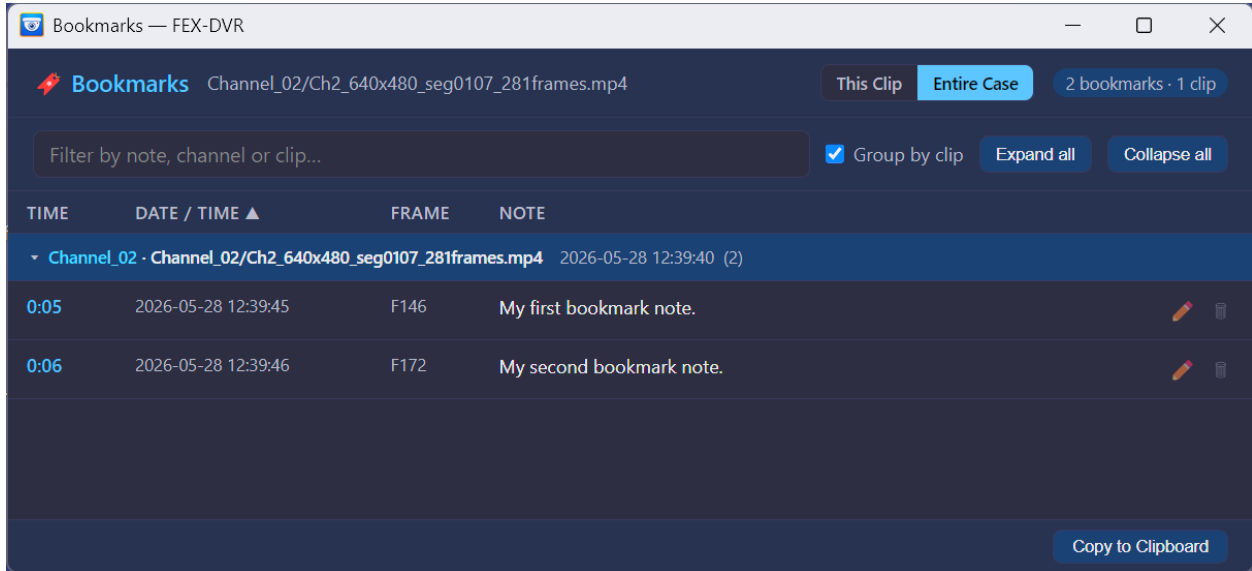 Bookmarks — FEX-DVR
Bookmarks Channel_02/Ch2_640x480_seg0107_281frames.mp4 This Clip Entire Case 2 bookmarks · 1 clip
Filter by note, channel or clip... Group by clip Expand all Collapse all
TIME DATE / TIME ▲ FRAME NOTE
Channel_02 · Channel_02/Ch2_640x480_seg0107_281frames.mp4 2026-05-28 12:39:40 (2)
0:05 2026-05-28 12:39:45 F146 My first bookmark note.
0:06 2026-05-28 12:39:46 F172 My second bookmark note.
Copy to Clipboard